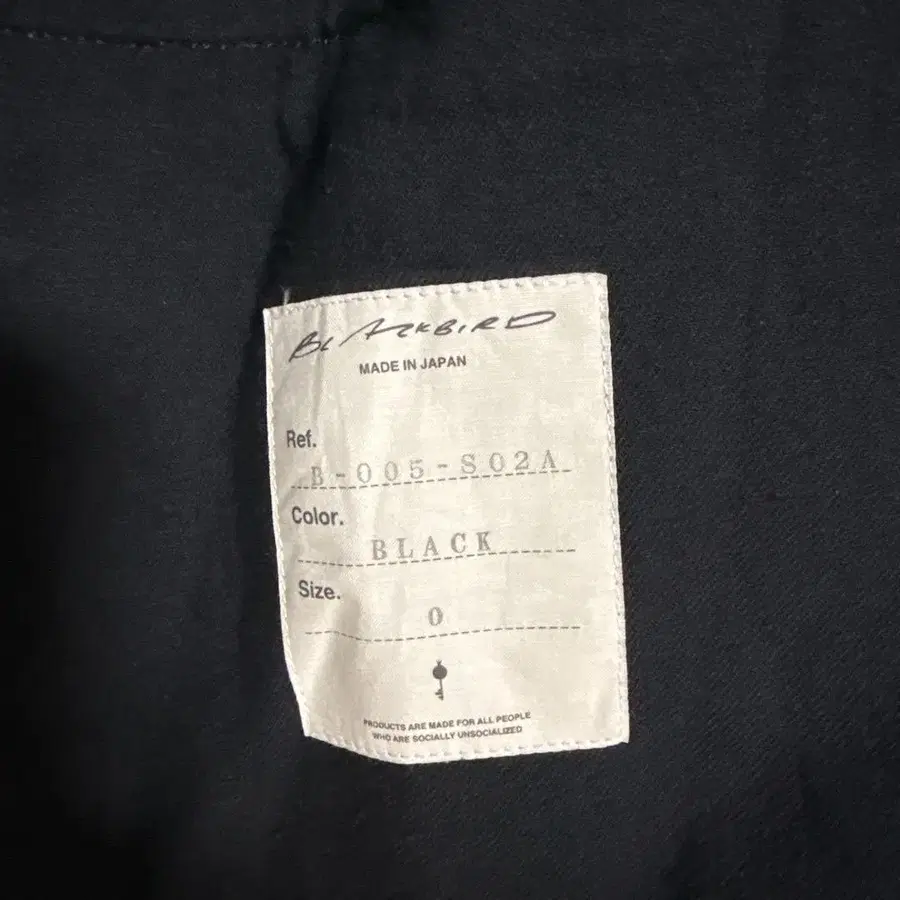 BLACKBIRD
MADE IN JAPAN
Ref.
B-005-S02A
Color.
BLACK
Size.
0
PRODUCTS ARE MADE FOR ALL PEOPLE
WHO ARE SOCIALLY UNSOCIALIZED